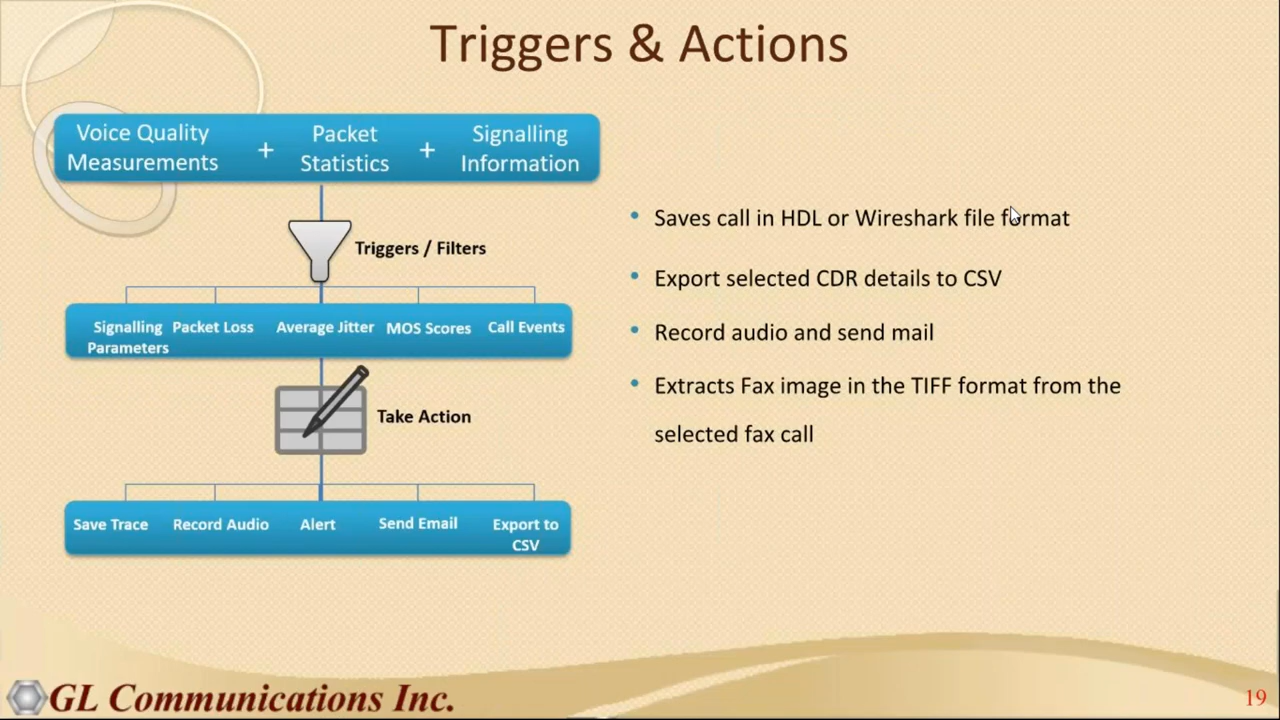 Triggers & Actions
Voice Quality
Measurements
+
Packet
Statistics
+
Signalling
Information
Triggers / Filters
Signalling
Parameters
Packet Loss
Average Jitter
MOS Scores
Call Events
Take Action
Save Trace
Record Audio
Alert
Send Email
Export to
CSV
• Saves call in HDL or Wireshark file format
• Export selected CDR details to CSV
• Record audio and send mail
• Extracts Fax image in the TIFF format from the
selected fax call
GL Communications Inc.
19